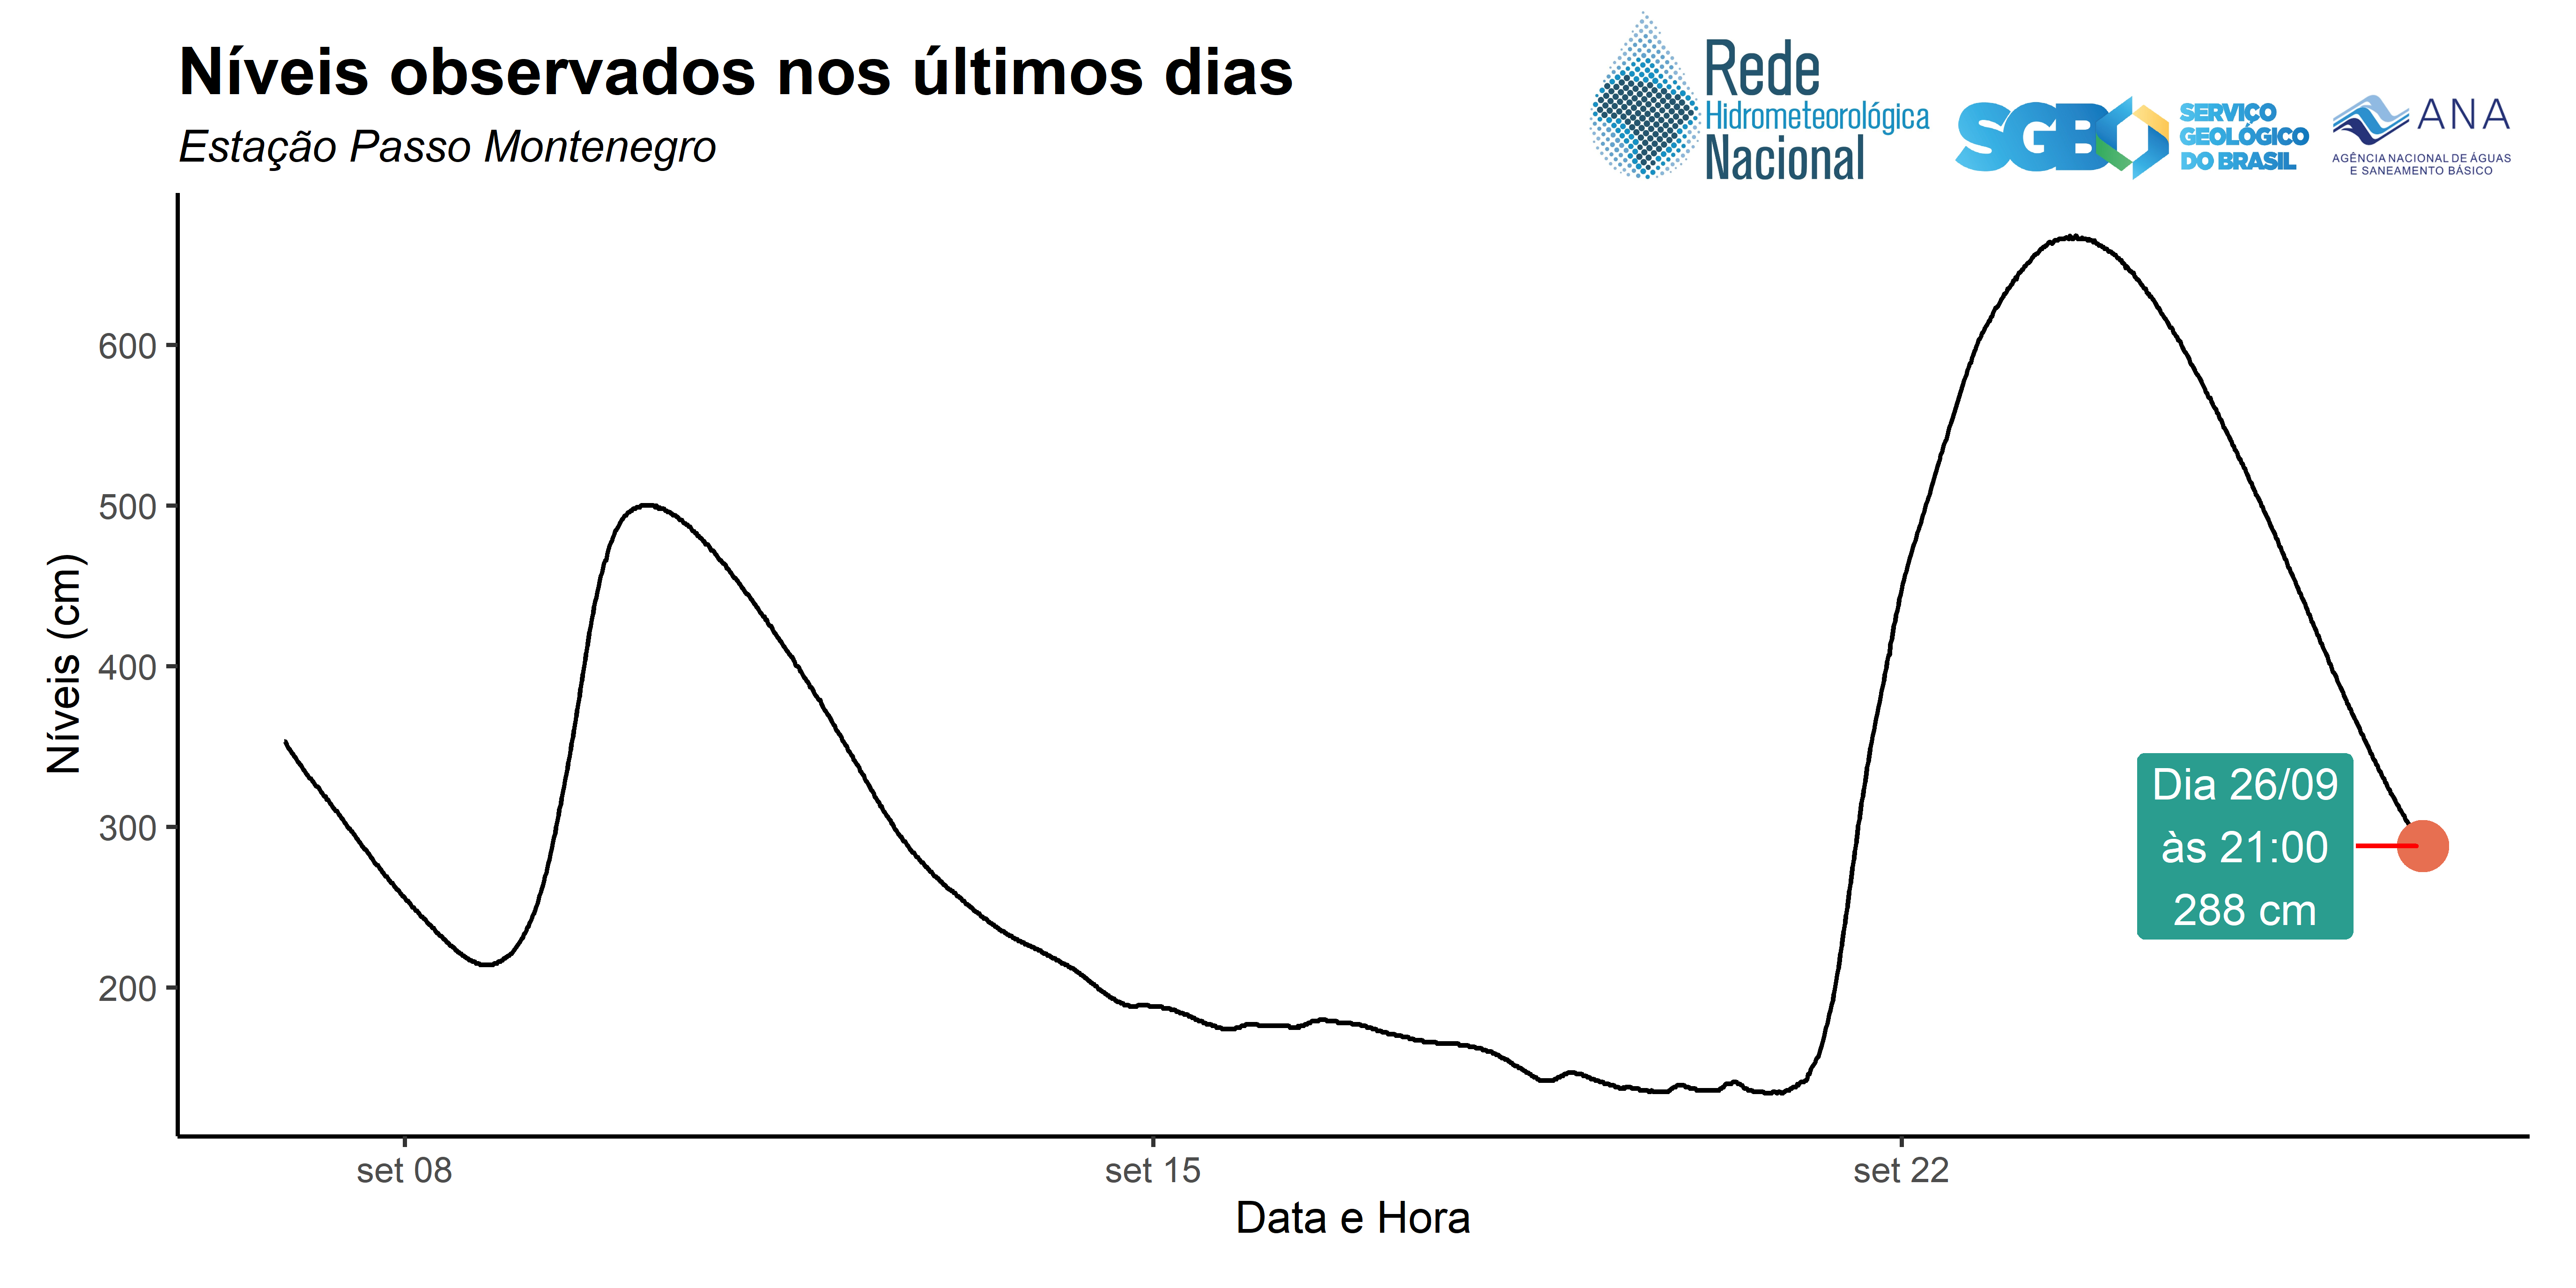 Níveis observados nos últimos dias
Estação Passo Montenegro
Rede
Hidrometeorológica
Nacional
SGB
SERVIÇO
GEOLÓGICO
DO BRASIL
ANA
AGÊNCIA NACIONAL DE ÁGUAS
E SANEAMENTO BÁSICO
Níveis (cm)
600
500
400
300
200
Dia 26/09
às 21:00
288 cm
set 08
set 15
set 22
Data e Hora